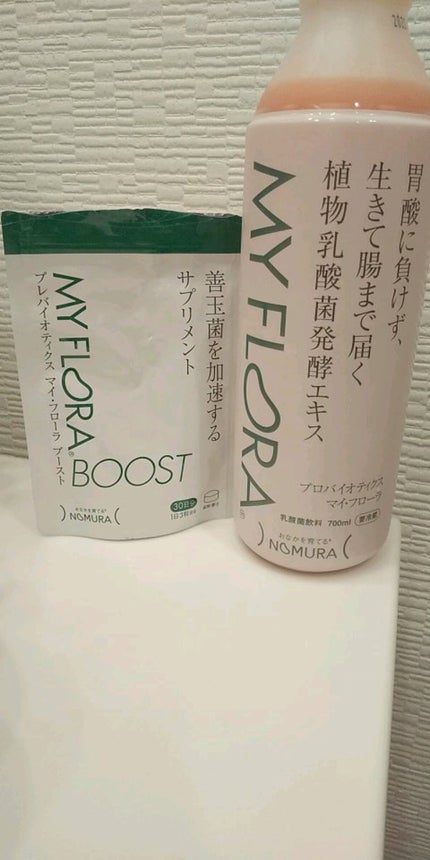 善玉菌を加速する
サプリメント
MY FLORA®
BOOST
プレバイオティクス マイ・フローラ ブースト
30日分
おなかを育てる®
NOMURA
胃酸に負けず、
生きて腸まで届く
植物乳酸菌発酵エキス
MY FLORA®
プロバイオティクス
マイ・フローラ
乳酸菌飲料 700ml 要冷蔵
おなかを育てる®
NOMURA